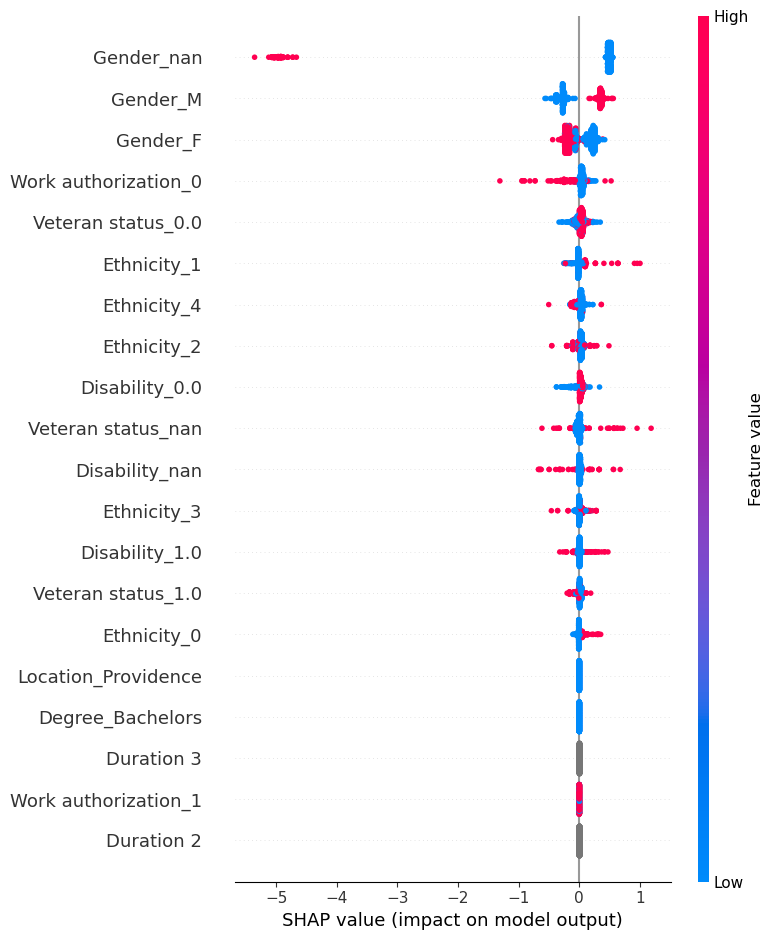 High
Gender_nan
Gender_M
Gender_F
Work authorization_0
Veteran status_0.0
Ethnicity_1
Ethnicity_4
Ethnicity_2
Disability_0.0
Veteran status_nan
Disability_nan
Ethnicity_3
Disability_1.0
Veteran status_1.0
Ethnicity_0
Location_Providence
Degree_Bachelors
Duration 3
Work authorization_1
Duration 2
Feature value
Low
−5 −4 −3 −2 −1 0 1
SHAP value (impact on model output)